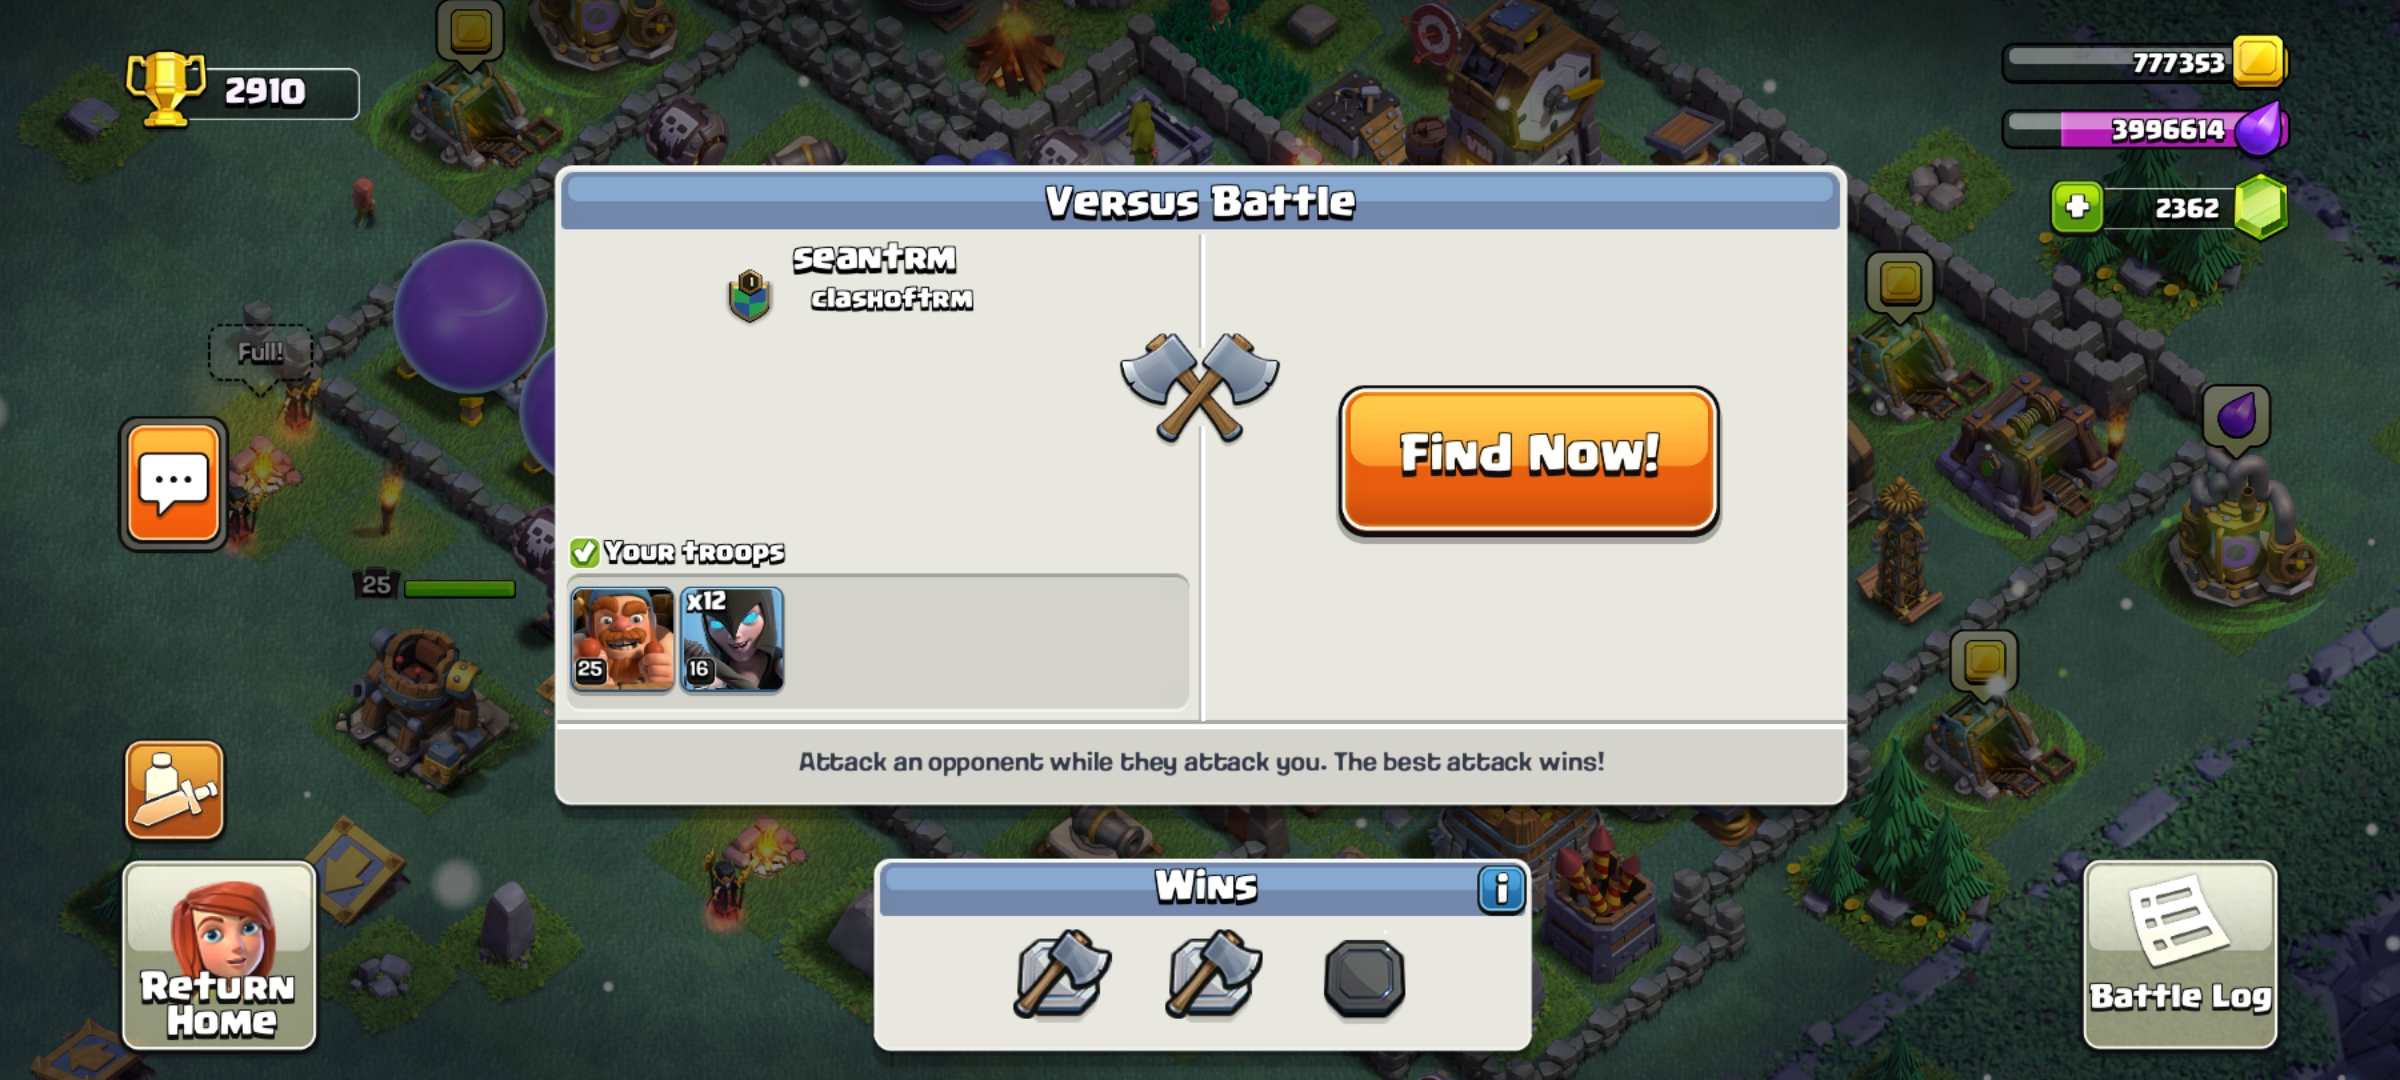 2910
777353
3996614
2362
Versus Battle
seantrm
clashoftrm
1
Full!
Find Now!
25
Your troops
25
x12
16
Attack an opponent while they attack you. The best attack wins!
Wins
i
Return
Home
Battle Log